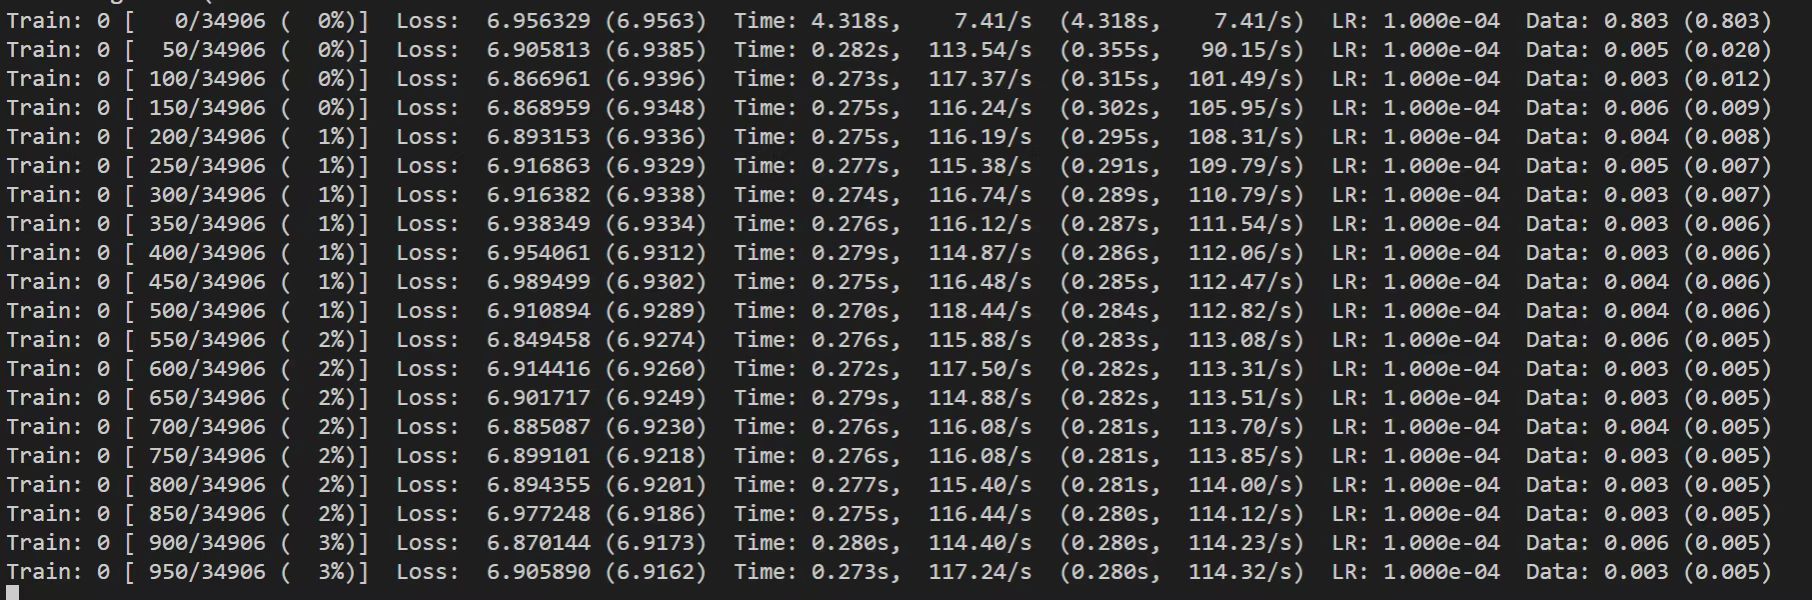 Train: 0 [   0/34906 (  0%)]  Loss:  6.956329 (6.9563)  Time: 4.318s,    7.41/s  (4.318s,    7.41/s)  LR: 1.000e-04  Data: 0.803 (0.803)
Train: 0 [  50/34906 (  0%)]  Loss:  6.905813 (6.9385)  Time: 0.282s,  113.54/s  (0.355s,   90.15/s)  LR: 1.000e-04  Data: 0.005 (0.020)
Train: 0 [ 100/34906 (  0%)]  Loss:  6.866961 (6.9396)  Time: 0.273s,  117.37/s  (0.315s,  101.49/s)  LR: 1.000e-04  Data: 0.003 (0.012)
Train: 0 [ 150/34906 (  0%)]  Loss:  6.868959 (6.9348)  Time: 0.275s,  116.24/s  (0.302s,  105.95/s)  LR: 1.000e-04  Data: 0.006 (0.009)
Train: 0 [ 200/34906 (  1%)]  Loss:  6.893153 (6.9336)  Time: 0.275s,  116.19/s  (0.295s,  108.31/s)  LR: 1.000e-04  Data: 0.004 (0.008)
Train: 0 [ 250/34906 (  1%)]  Loss:  6.916863 (6.9329)  Time: 0.277s,  115.38/s  (0.291s,  109.79/s)  LR: 1.000e-04  Data: 0.005 (0.007)
Train: 0 [ 300/34906 (  1%)]  Loss:  6.916382 (6.9338)  Time: 0.274s,  116.74/s  (0.289s,  110.79/s)  LR: 1.000e-04  Data: 0.003 (0.007)
Train: 0 [ 350/34906 (  1%)]  Loss:  6.938349 (6.9334)  Time: 0.276s,  116.12/s  (0.287s,  111.54/s)  LR: 1.000e-04  Data: 0.003 (0.006)
Train: 0 [ 400/34906 (  1%)]  Loss:  6.954061 (6.9312)  Time: 0.279s,  114.87/s  (0.286s,  112.06/s)  LR: 1.000e-04  Data: 0.003 (0.006)
Train: 0 [ 450/34906 (  1%)]  Loss:  6.989499 (6.9302)  Time: 0.275s,  116.48/s  (0.285s,  112.47/s)  LR: 1.000e-04  Data: 0.004 (0.006)
Train: 0 [ 500/34906 (  1%)]  Loss:  6.910894 (6.9289)  Time: 0.270s,  118.44/s  (0.284s,  112.82/s)  LR: 1.000e-04  Data: 0.004 (0.006)
Train: 0 [ 550/34906 (  2%)]  Loss:  6.849458 (6.9274)  Time: 0.276s,  115.88/s  (0.283s,  113.08/s)  LR: 1.000e-04  Data: 0.006 (0.005)
Train: 0 [ 600/34906 (  2%)]  Loss:  6.914416 (6.9260)  Time: 0.272s,  117.50/s  (0.282s,  113.31/s)  LR: 1.000e-04  Data: 0.003 (0.005)
Train: 0 [ 650/34906 (  2%)]  Loss:  6.901717 (6.9249)  Time: 0.279s,  114.88/s  (0.282s,  113.51/s)  LR: 1.000e-04  Data: 0.003 (0.005)
Train: 0 [ 700/34906 (  2%)]  Loss:  6.885087 (6.9230)  Time: 0.276s,  116.08/s  (0.281s,  113.70/s)  LR: 1.000e-04  Data: 0.004 (0.005)
Train: 0 [ 750/34906 (  2%)]  Loss:  6.899101 (6.9218)  Time: 0.276s,  116.08/s  (0.281s,  113.85/s)  LR: 1.000e-04  Data: 0.003 (0.005)
Train: 0 [ 800/34906 (  2%)]  Loss:  6.894355 (6.9201)  Time: 0.277s,  115.40/s  (0.281s,  114.00/s)  LR: 1.000e-04  Data: 0.003 (0.005)
Train: 0 [ 850/34906 (  2%)]  Loss:  6.977248 (6.9186)  Time: 0.275s,  116.44/s  (0.280s,  114.12/s)  LR: 1.000e-04  Data: 0.003 (0.005)
Train: 0 [ 900/34906 (  3%)]  Loss:  6.870144 (6.9173)  Time: 0.280s,  114.40/s  (0.280s,  114.23/s)  LR: 1.000e-04  Data: 0.006 (0.005)
Train: 0 [ 950/34906 (  3%)]  Loss:  6.905890 (6.9162)  Time: 0.273s,  117.24/s  (0.280s,  114.32/s)  LR: 1.000e-04  Data: 0.003 (0.005)